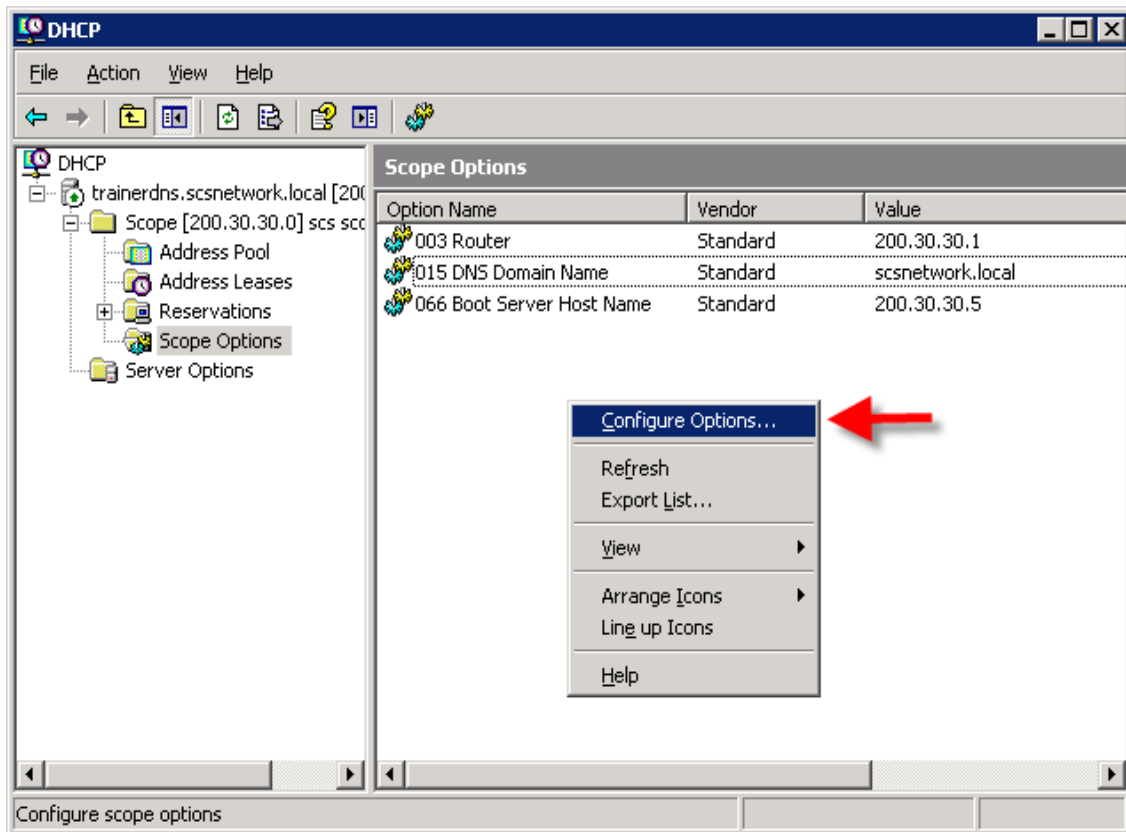 DHCP
File Action View Help
DHCP
trainerdns.scsnetwork.local [200
Scope [200.30.30.0] scs sco
Address Pool
Address Leases
Reservations
Scope Options
Server Options
Scope Options
Option Name Vendor Value
003 Router Standard 200.30.30.1
015 DNS Domain Name Standard scsnetwork.local
066 Boot Server Host Name Standard 200.30.30.5
Configure Options...
Refresh
Export List...
View
Arrange Icons
Line up Icons
Help
Configure scope options